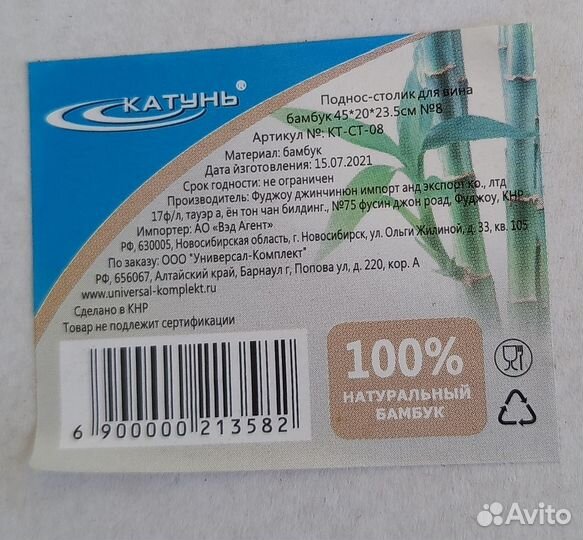 КАТУНЬ®
Поднос-столик для вина
бамбук 45*20*23.5см №8
Артикул №: КТ-СТ-08
Материал: бамбук
Дата изготовления: 15.07.2021
Срок годности: не ограничен
Производитель: Фуджоу джинчинюн импорт анд экспорт ко., лтд
17ф/л, тауэр а, ён тон чан билдинг., №75 фусин джон роад, Фуджоу, КНР
Импортер: АО «Вэд Агент»
РФ, 630005, Новосибирская область, г. Новосибирск, ул. Ольги Жилиной, д. 33, кв. 105
По заказу: ООО "Универсал-Комплект"
РФ, 656067, Алтайский край, Барнаул г, Попова ул, д. 220, кор. А
www.universal-komplekt.ru
Сделано в КНР
Товар не подлежит сертификации
100%
НАТУРАЛЬНЫЙ
БАМБУК
6 900000 213582
Avito